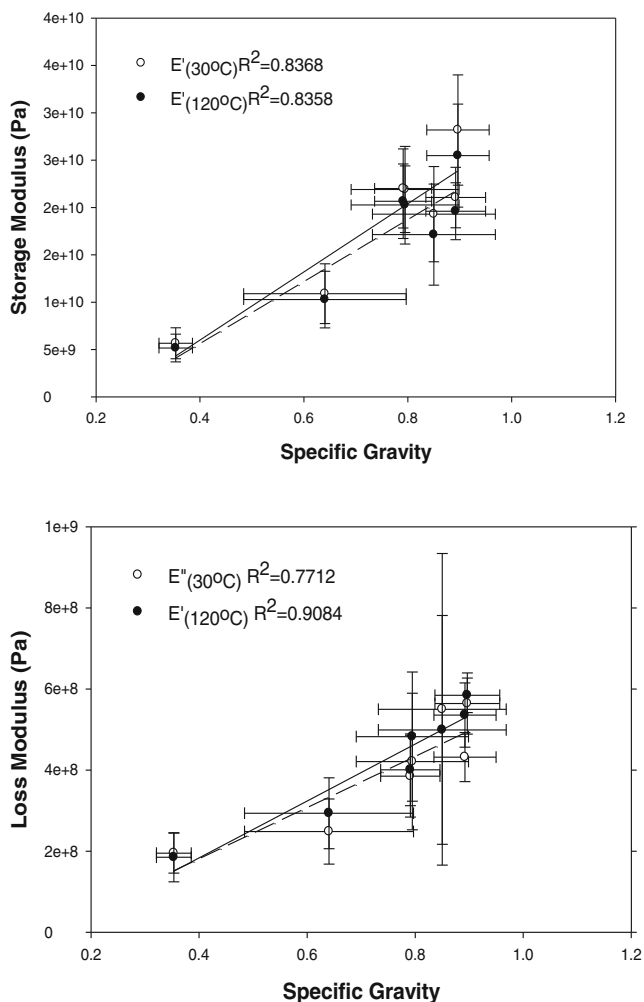 4e+10
4e+10
3e+10
3e+10
2e+10
2e+10
1e+10
5e+9
0
Storage Modulus (Pa)
E'(30oC)R2=0.8368
E'(120oC)R2=0.8358
0.2 0.4 0.6 0.8 1.0 1.2
Specific Gravity
1e+9
8e+8
6e+8
4e+8
2e+8
0
Loss Modulus (Pa)
E"(30oC) R2=0.7712
E'(120oC) R2=0.9084
0.2 0.4 0.6 0.8 1.0 1.2
Specific Gravity